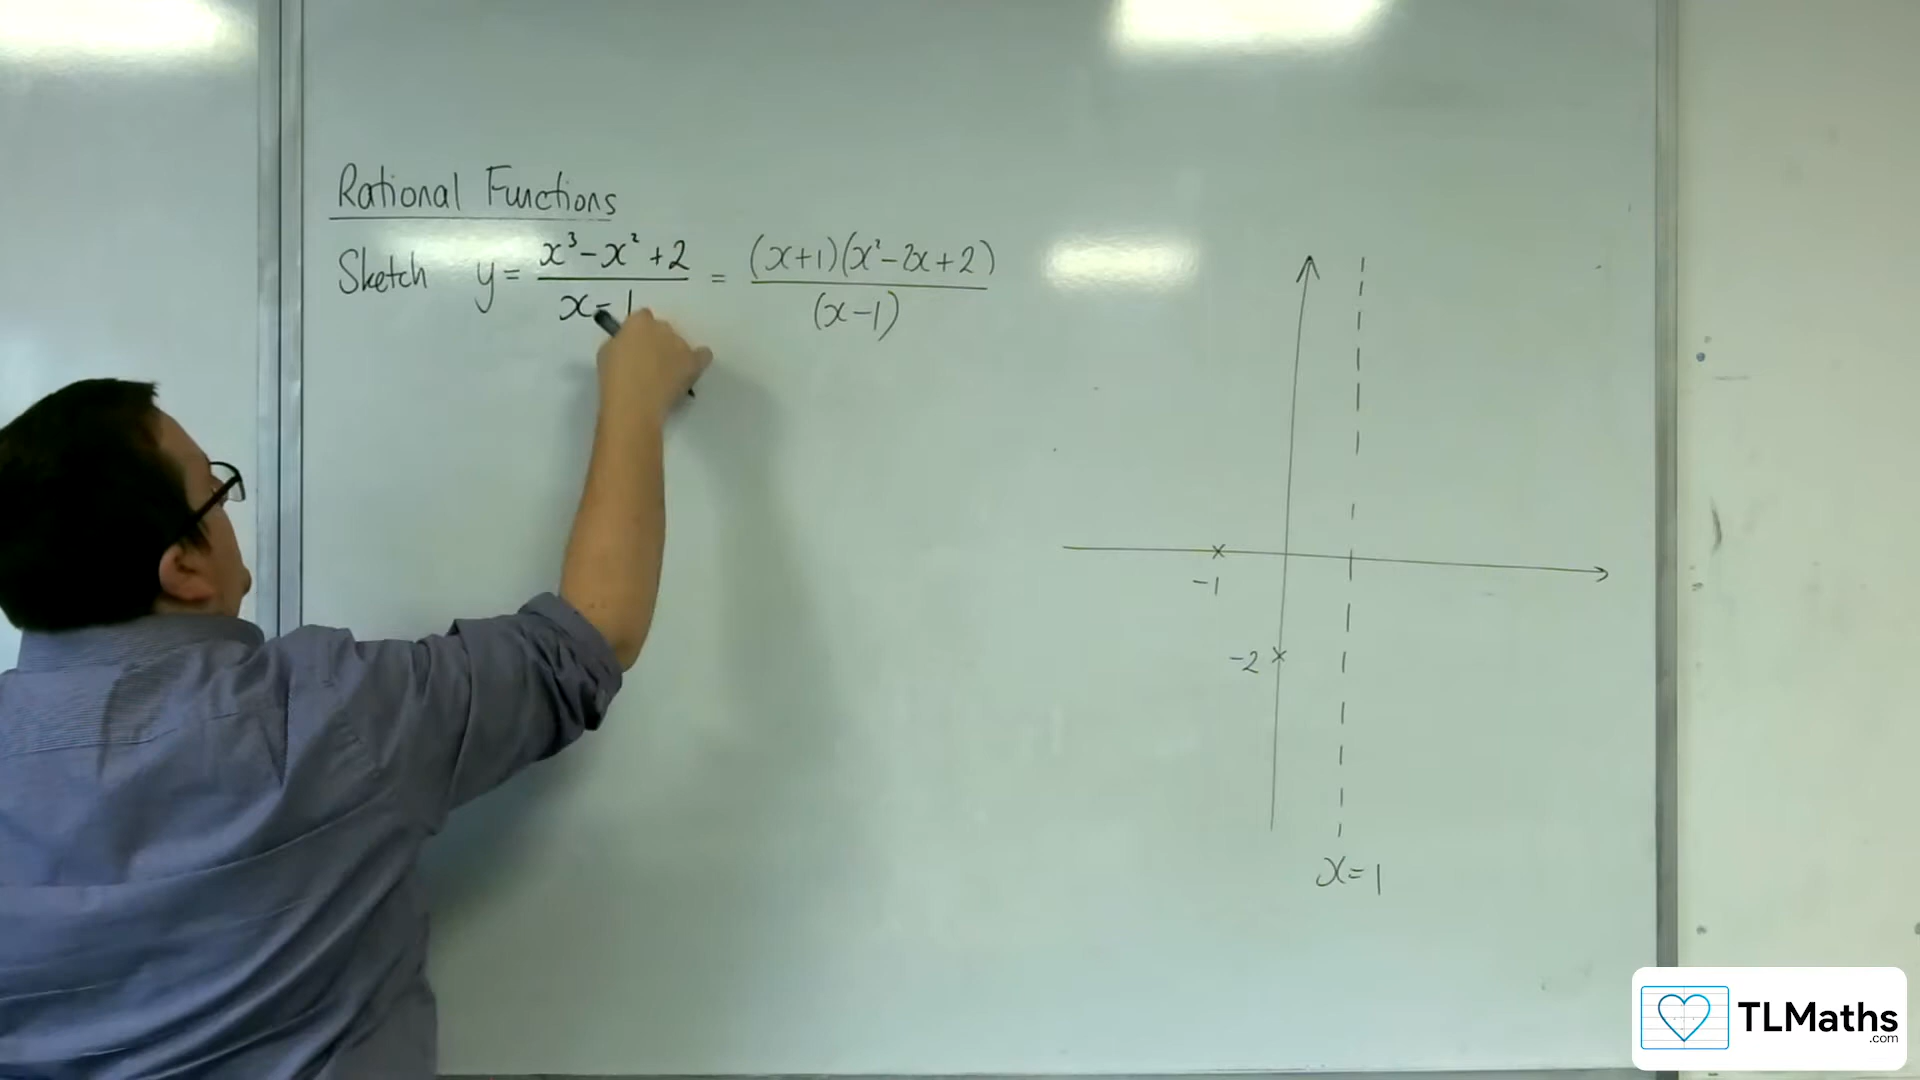 Rational Functions
Sketch y = x³-x²+2 / x-1 = (x+1)(x²-2x+2) / (x-1)
-1
-2
x=1
TLMaths
.com